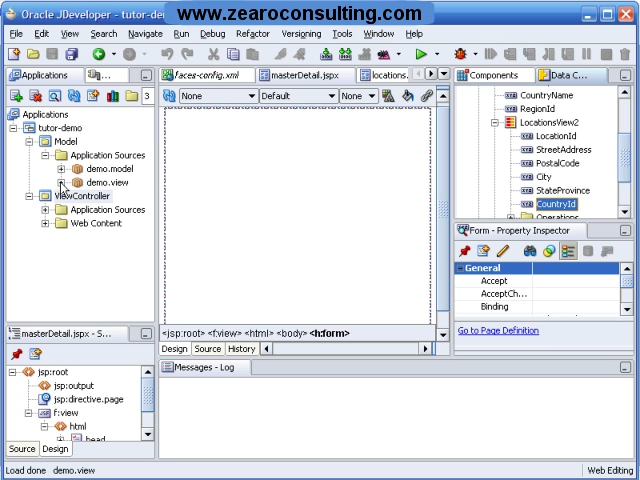 Oracle JDeveloper - tutor-de
www.zearoconsulting.com
File Edit View Search Navigate Run Debug Refactor Versioning Tools Window Help
Applications
faces-config.xml
masterDetail.jspx
locations.
Components
Data C...
3
None
Default
None
Applications
tutor-demo
Model
Application Sources
demo.model
demo.view
ViewController
Application Sources
Web Content
CountryName
RegionId
LocationsView2
LocationId
StreetAddress
PostalCode
City
StateProvince
CountryId
Operations
Form - Property Inspector
General
Accept
AcceptCh...
Binding
Go to Page Definition
<jsp:root> <f:view> <html> <body> <h:form>
Design Source History
masterDetail.jspx - S...
jsp:root
jsp:output
jsp:directive.page
f:view
html
head
Source Design
Messages - Log
Load done demo.view
Web Editing